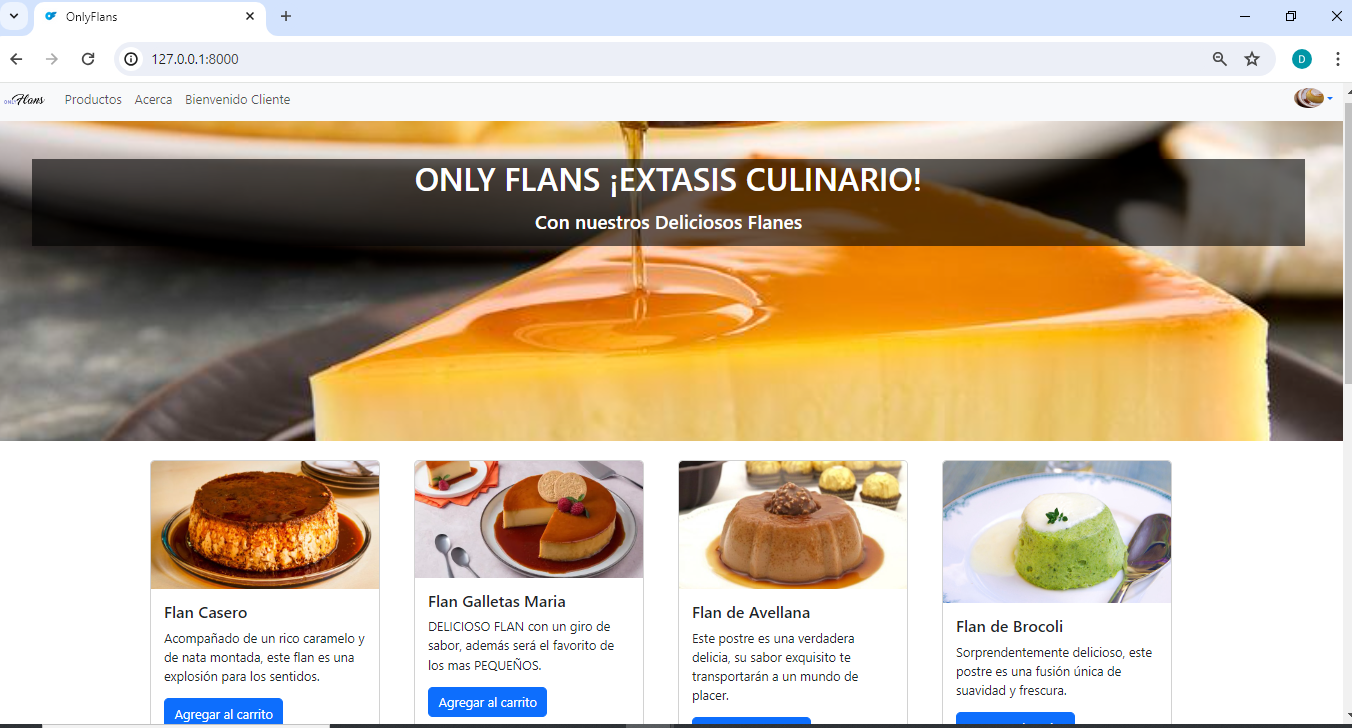 OnlyFlans
127.0.0.1:8000
D
ONLY Flans
Productos Acerca Bienvenido Cliente
ONLY FLANS ¡EXTASIS CULINARIO!
Con nuestros Deliciosos Flanes
Flan Casero
Acompañado de un rico caramelo y
de nata montada, este flan es una
explosión para los sentidos.
Agregar al carrito
Flan Galletas Maria
DELICIOSO FLAN con un giro de
sabor, además será el favorito de
los mas PEQUEÑOS.
Agregar al carrito
Flan de Avellana
Este postre es una verdadera
delicia, su sabor exquisito te
transportarán a un mundo de
placer.
Flan de Brocoli
Sorprendentemente delicioso, este
postre es una fusión única de
suavidad y frescura.